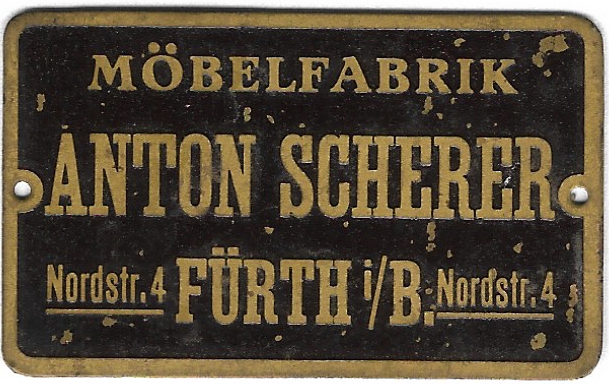 MÖBELFABRIK
ANTON SCHERER
Nordstr. 4 FÜRTH i/B. Nordstr. 4